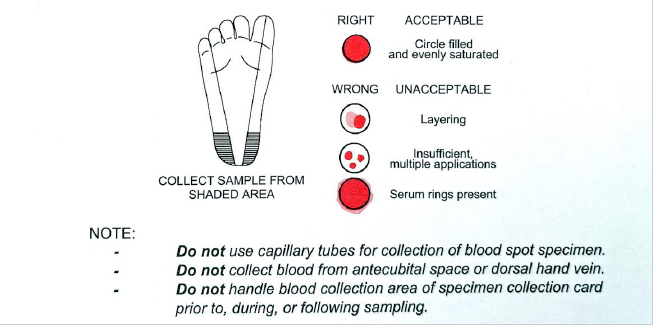 RIGHT ACCEPTABLE
Circle filled
and evenly saturated
WRONG UNACCEPTABLE
Layering
Insufficient,
multiple applications
Serum rings present
COLLECT SAMPLE FROM
SHADED AREA
NOTE:
- Do not use capillary tubes for collection of blood spot specimen.
- Do not collect blood from antecubital space or dorsal hand vein.
- Do not handle blood collection area of specimen collection card
prior to, during, or following sampling.